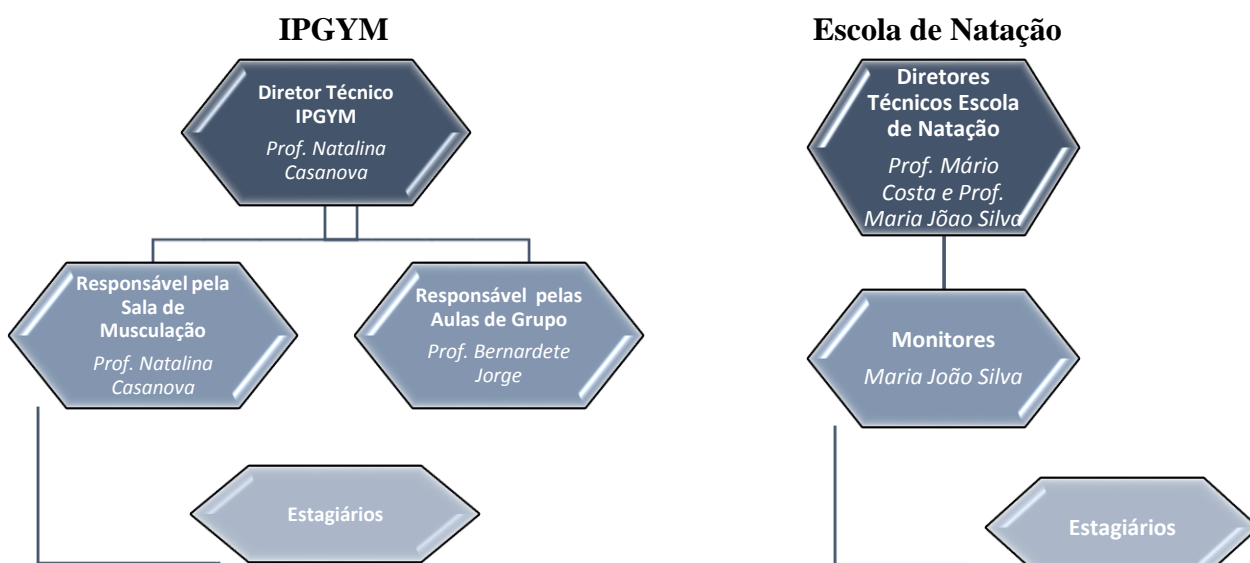 IPGYM
Diretor Técnico
IPGYM
Prof. Natalina
Casanova
Responsável pela
Sala de
Musculação
Prof. Natalina
Casanova
Responsável pelas
Aulas de Grupo
Prof. Bernardete
Jorge
Estagiários
Escola de Natação
Diretores
Técnicos Escola
de Natação
Prof. Mário
Costa e Prof.
Maria Jõao Silva
Monitores
Maria João Silva
Estagiários